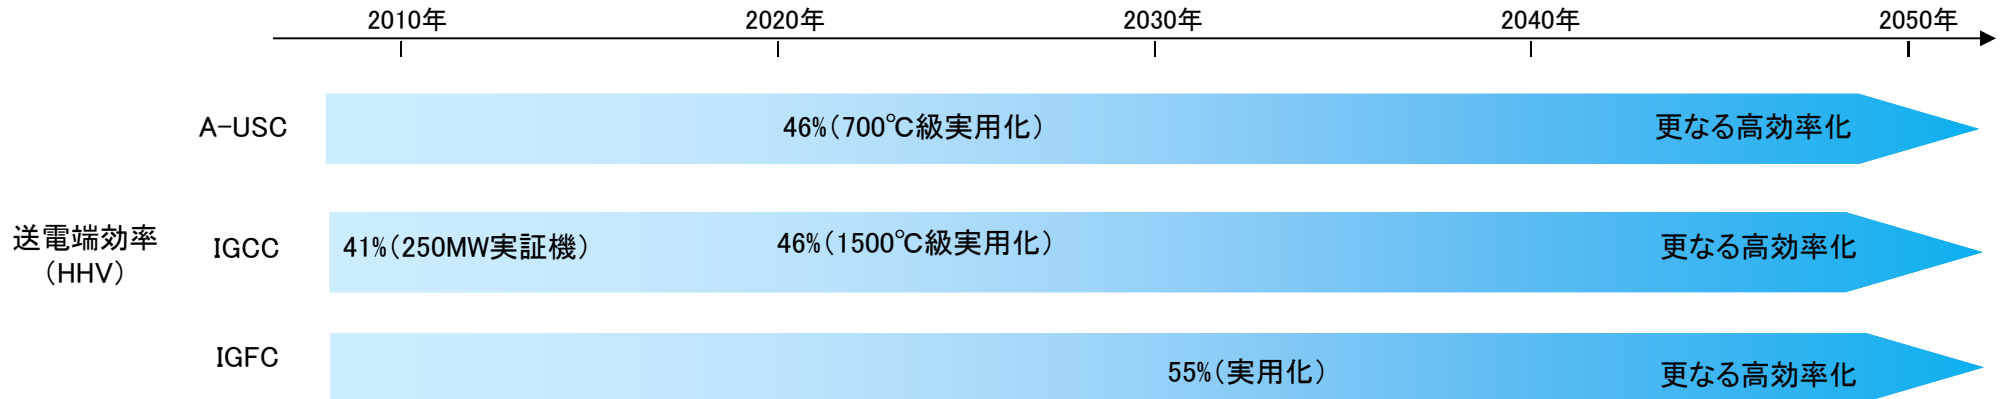 2010年 2020年 2030年 2040年 2050年
A-USC 46%(700℃級実用化) 更なる高効率化
送電端効率
(HHV)
IGCC 41%(250MW実証機) 46%(1500℃級実用化) 更なる高効率化
IGFC 55%(実用化) 更なる高効率化